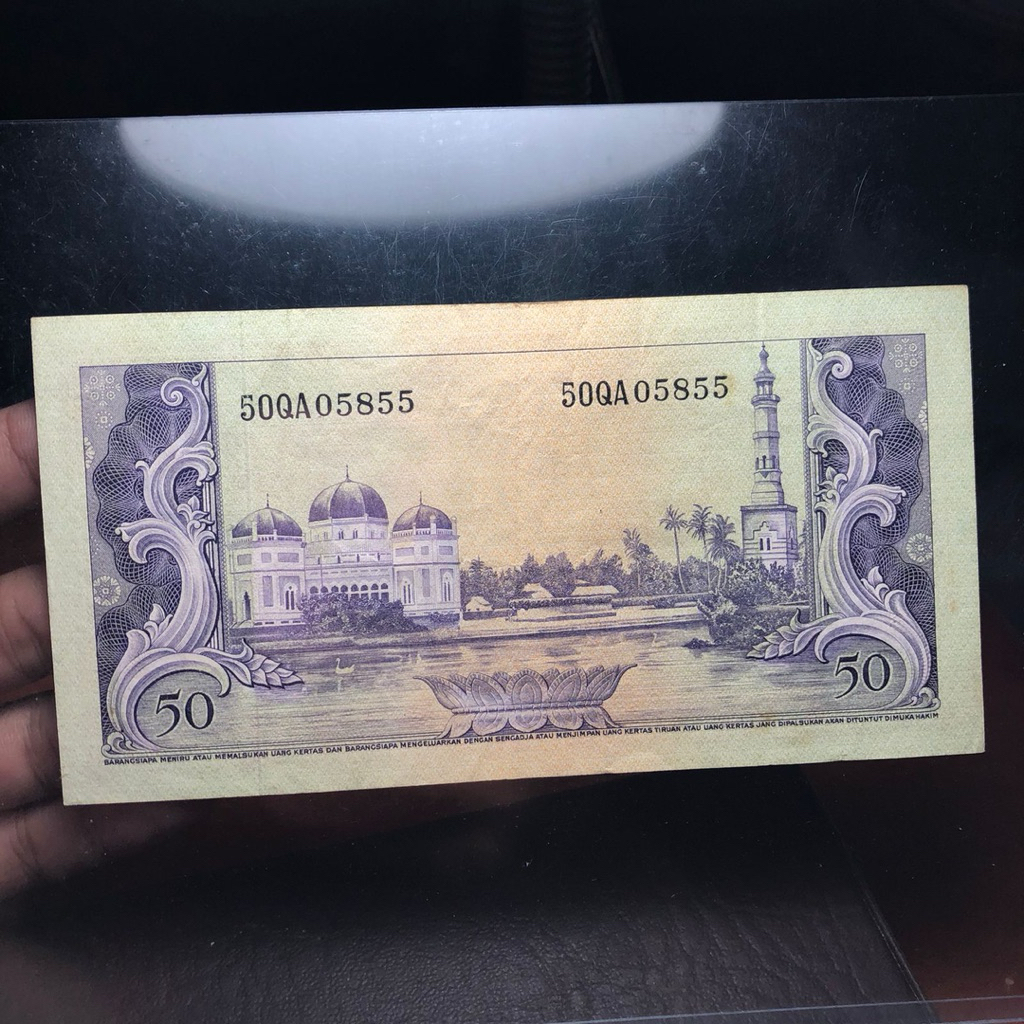 50QA05855 50QA05855
50 50
BARANGSIAPA MENIRU ATAU MEMALSUKAN UANG KERTAS DAN BARANGSIAPA MENGELUARKAN DENGAN SENGADJA ATAU MENJIMPAN UANG KERTAS TIRUAN ATAU UANG KERTAS JANG DIPALSUKAN AKAN DITUNTUT DIMUKA HAKIM